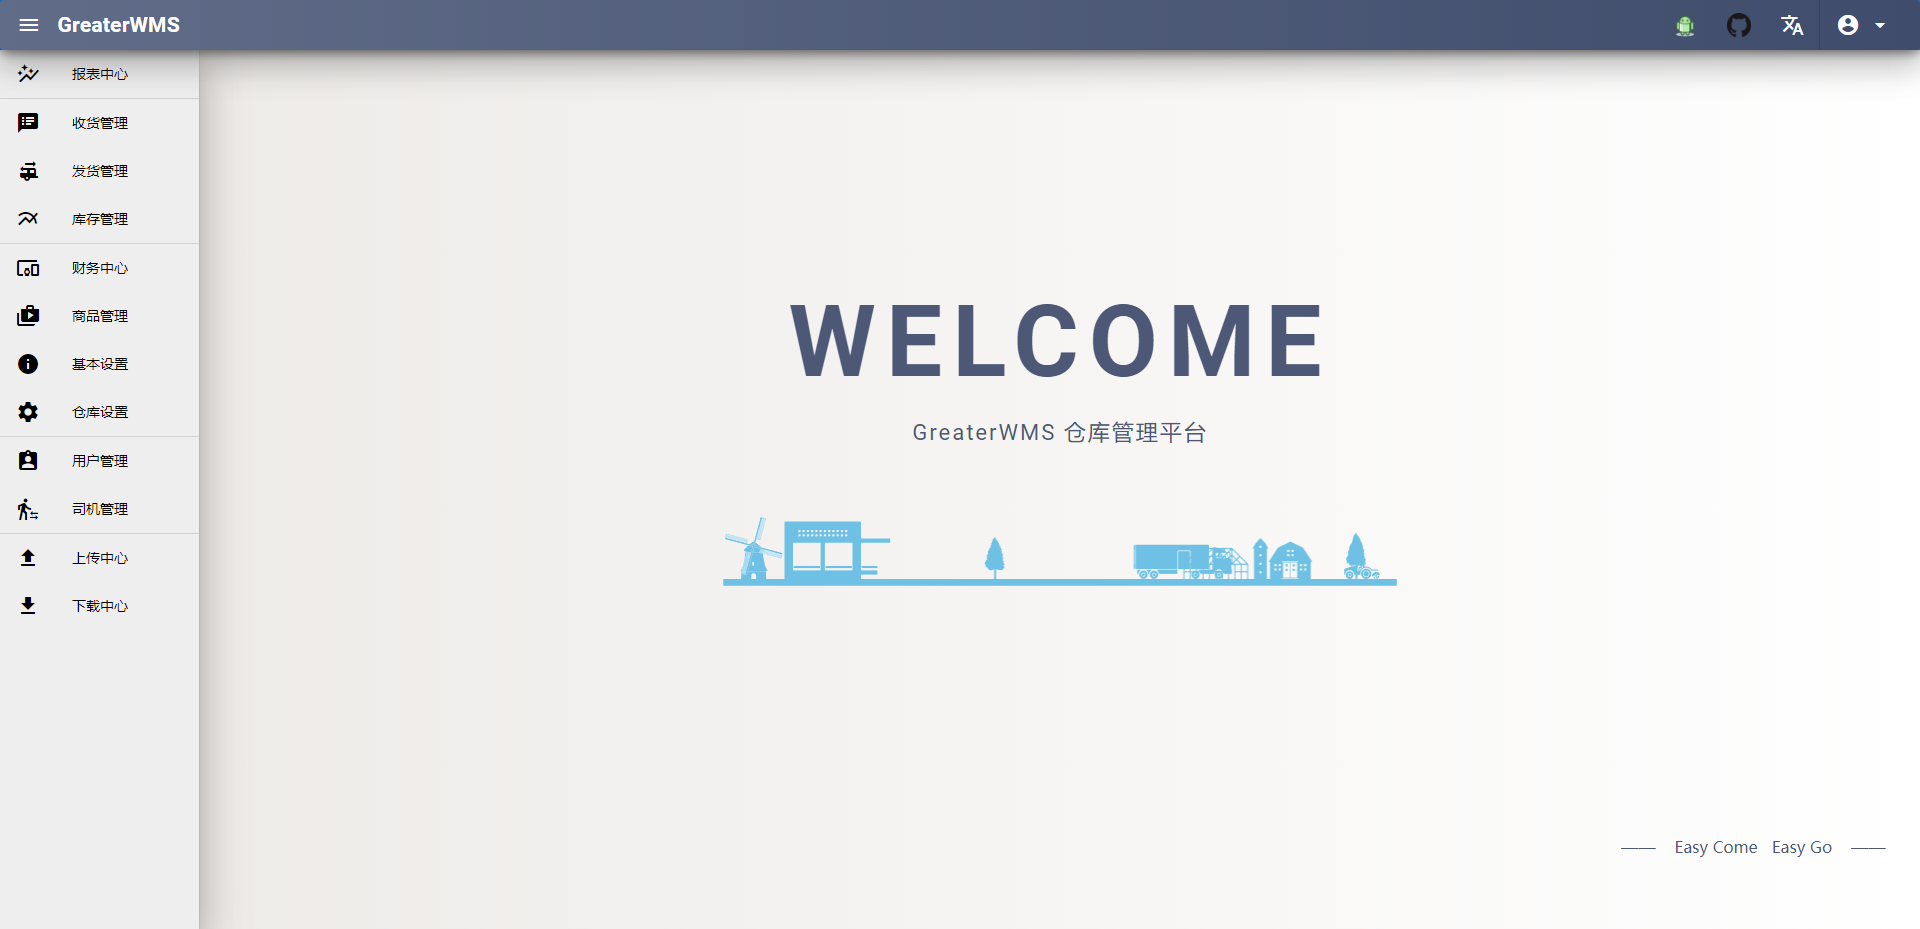 GreaterWMS
报表中心
收货管理
发货管理
库存管理
财务中心
商品管理
基本设置
仓库设置
用户管理
司机管理
上传中心
下载中心
WELCOME
GreaterWMS 仓库管理平台
Easy Come Easy Go